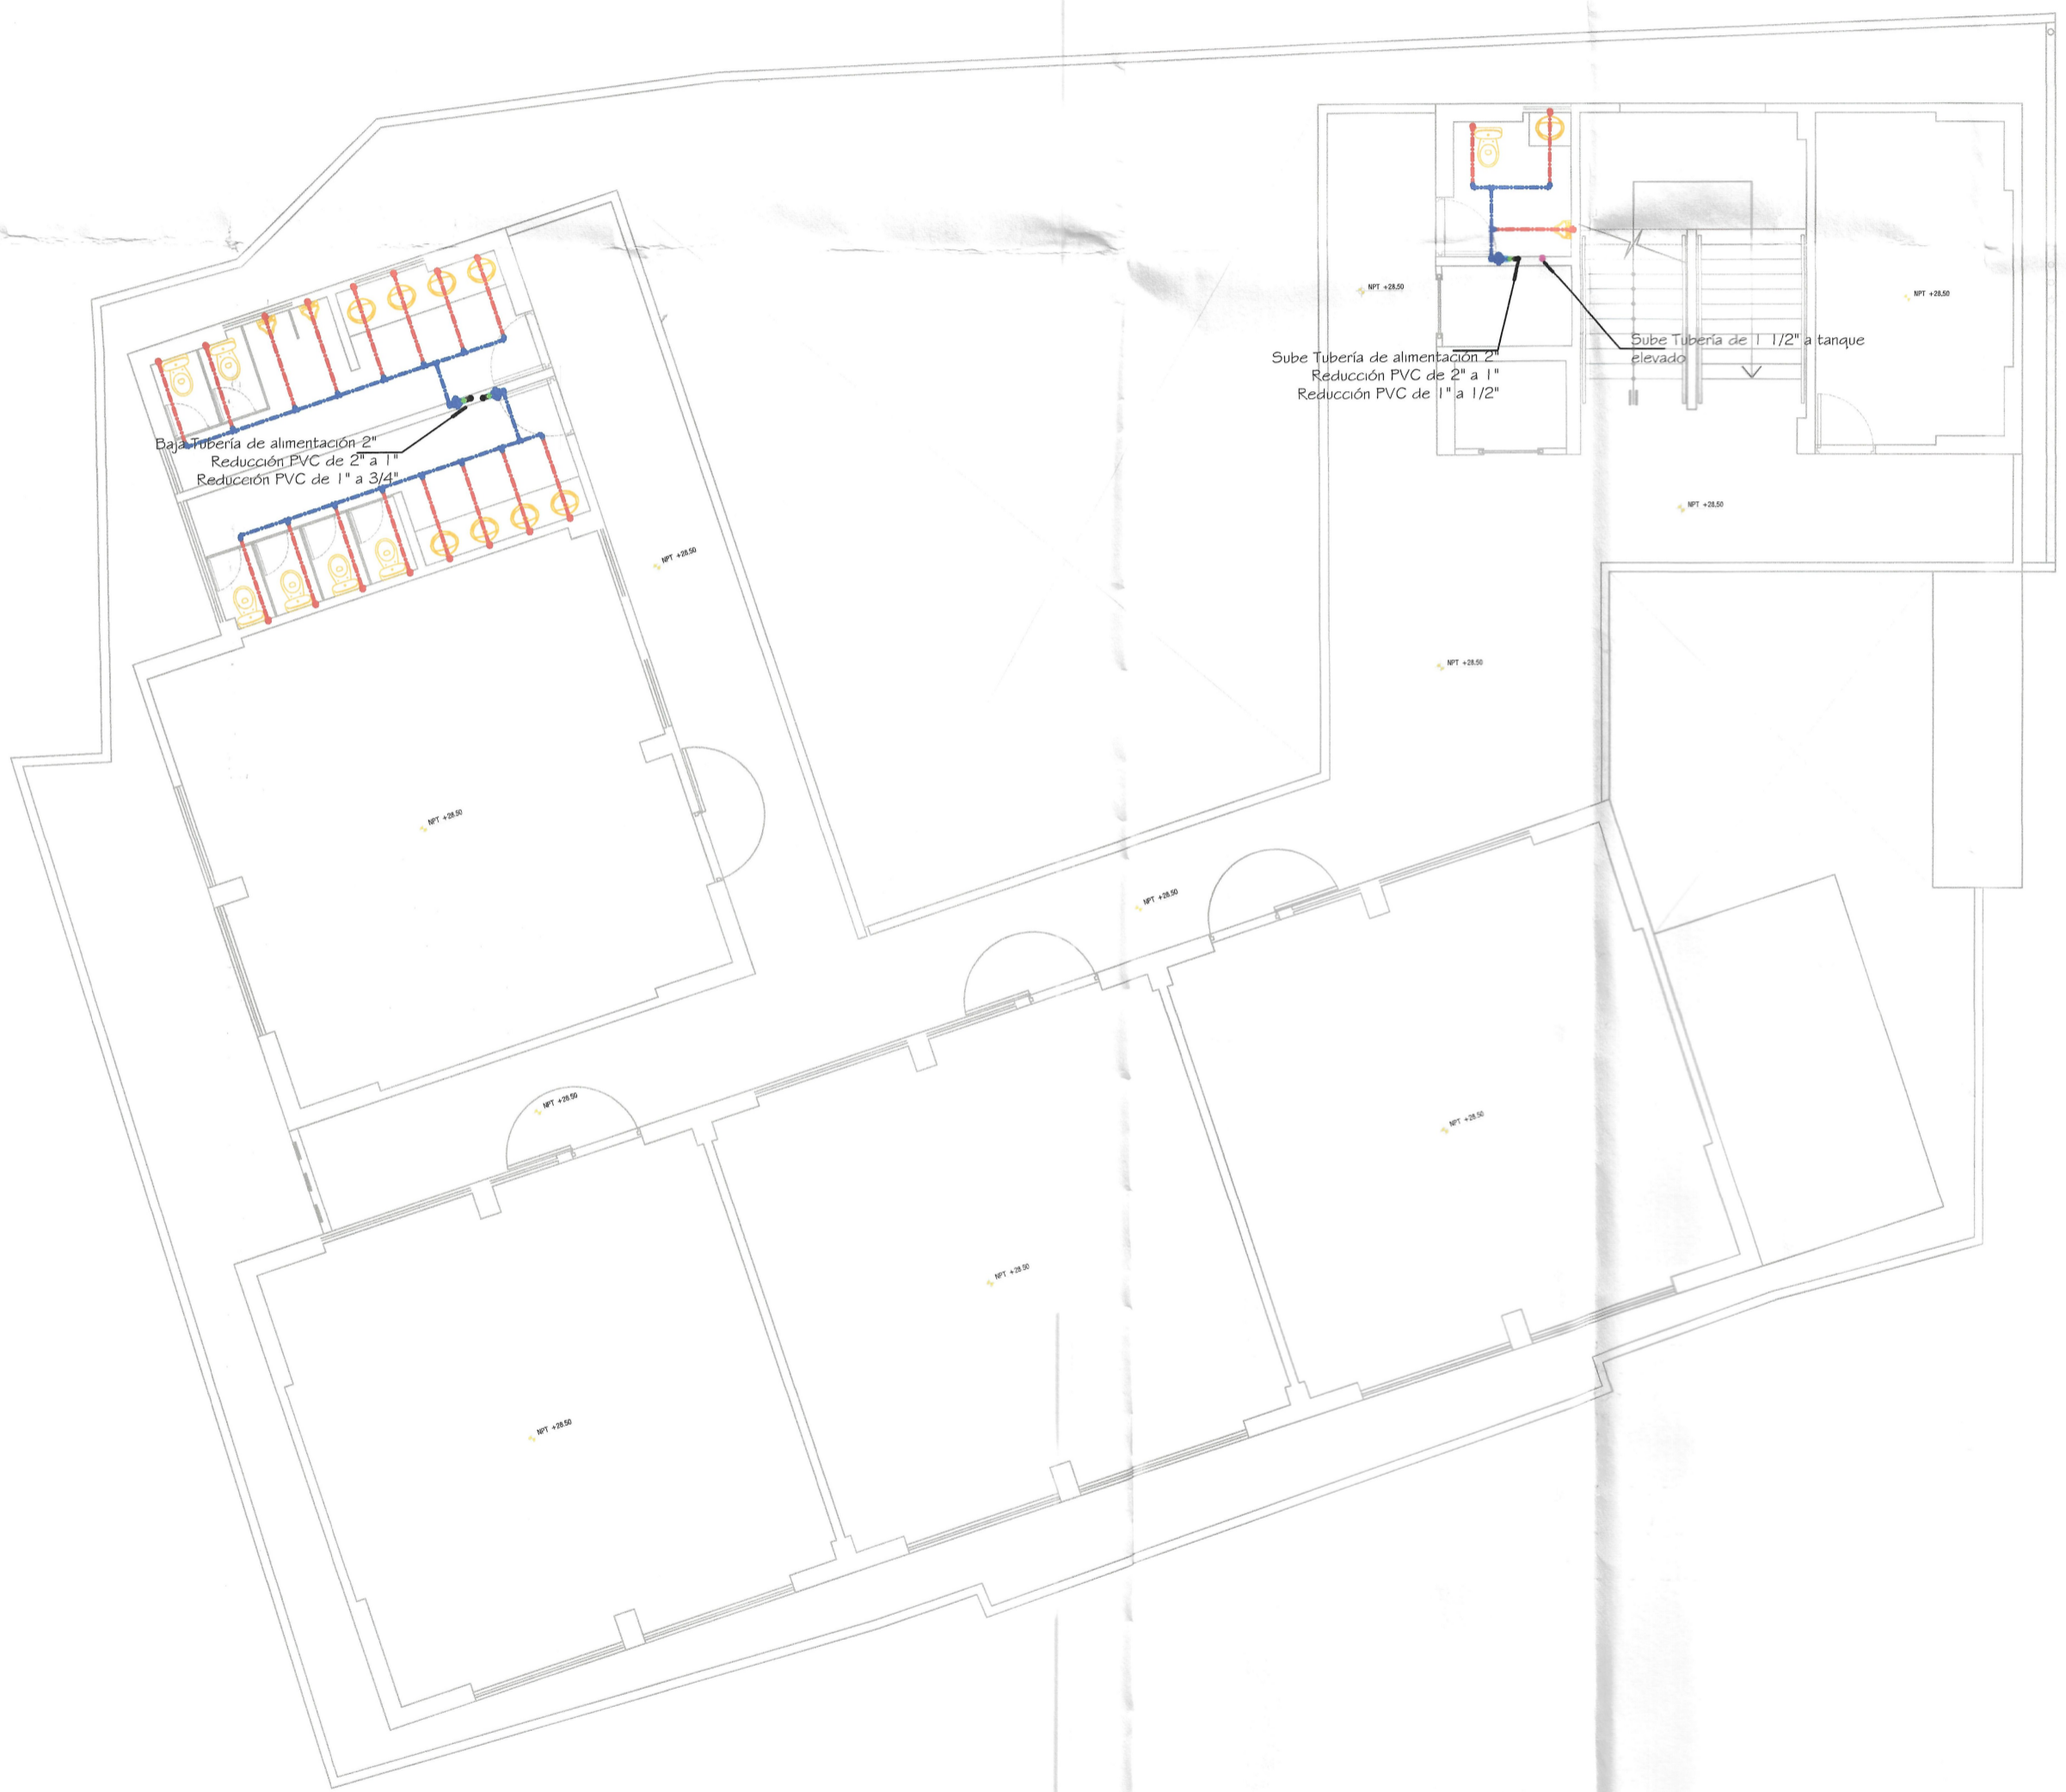 NPT +28.50
NPT +28.50
Sube Tubería de 1 1/2" a tanque
elevado
Sube Tubería de alimentación 2"
Reducción PVC de 2" a 1"
Reducción PVC de 1" a 1/2"
Baja Tubería de alimentación 2"
Reducción PVC de 2" a 1"
Reducción PVC de 1" a 3/4"
NPT +28.50
NPT +28.50
NPT +28.50
NPT +28.50
NPT +28.50
NPT +28.50
NPT +28.50
NPT +28.50
NPT +28.50